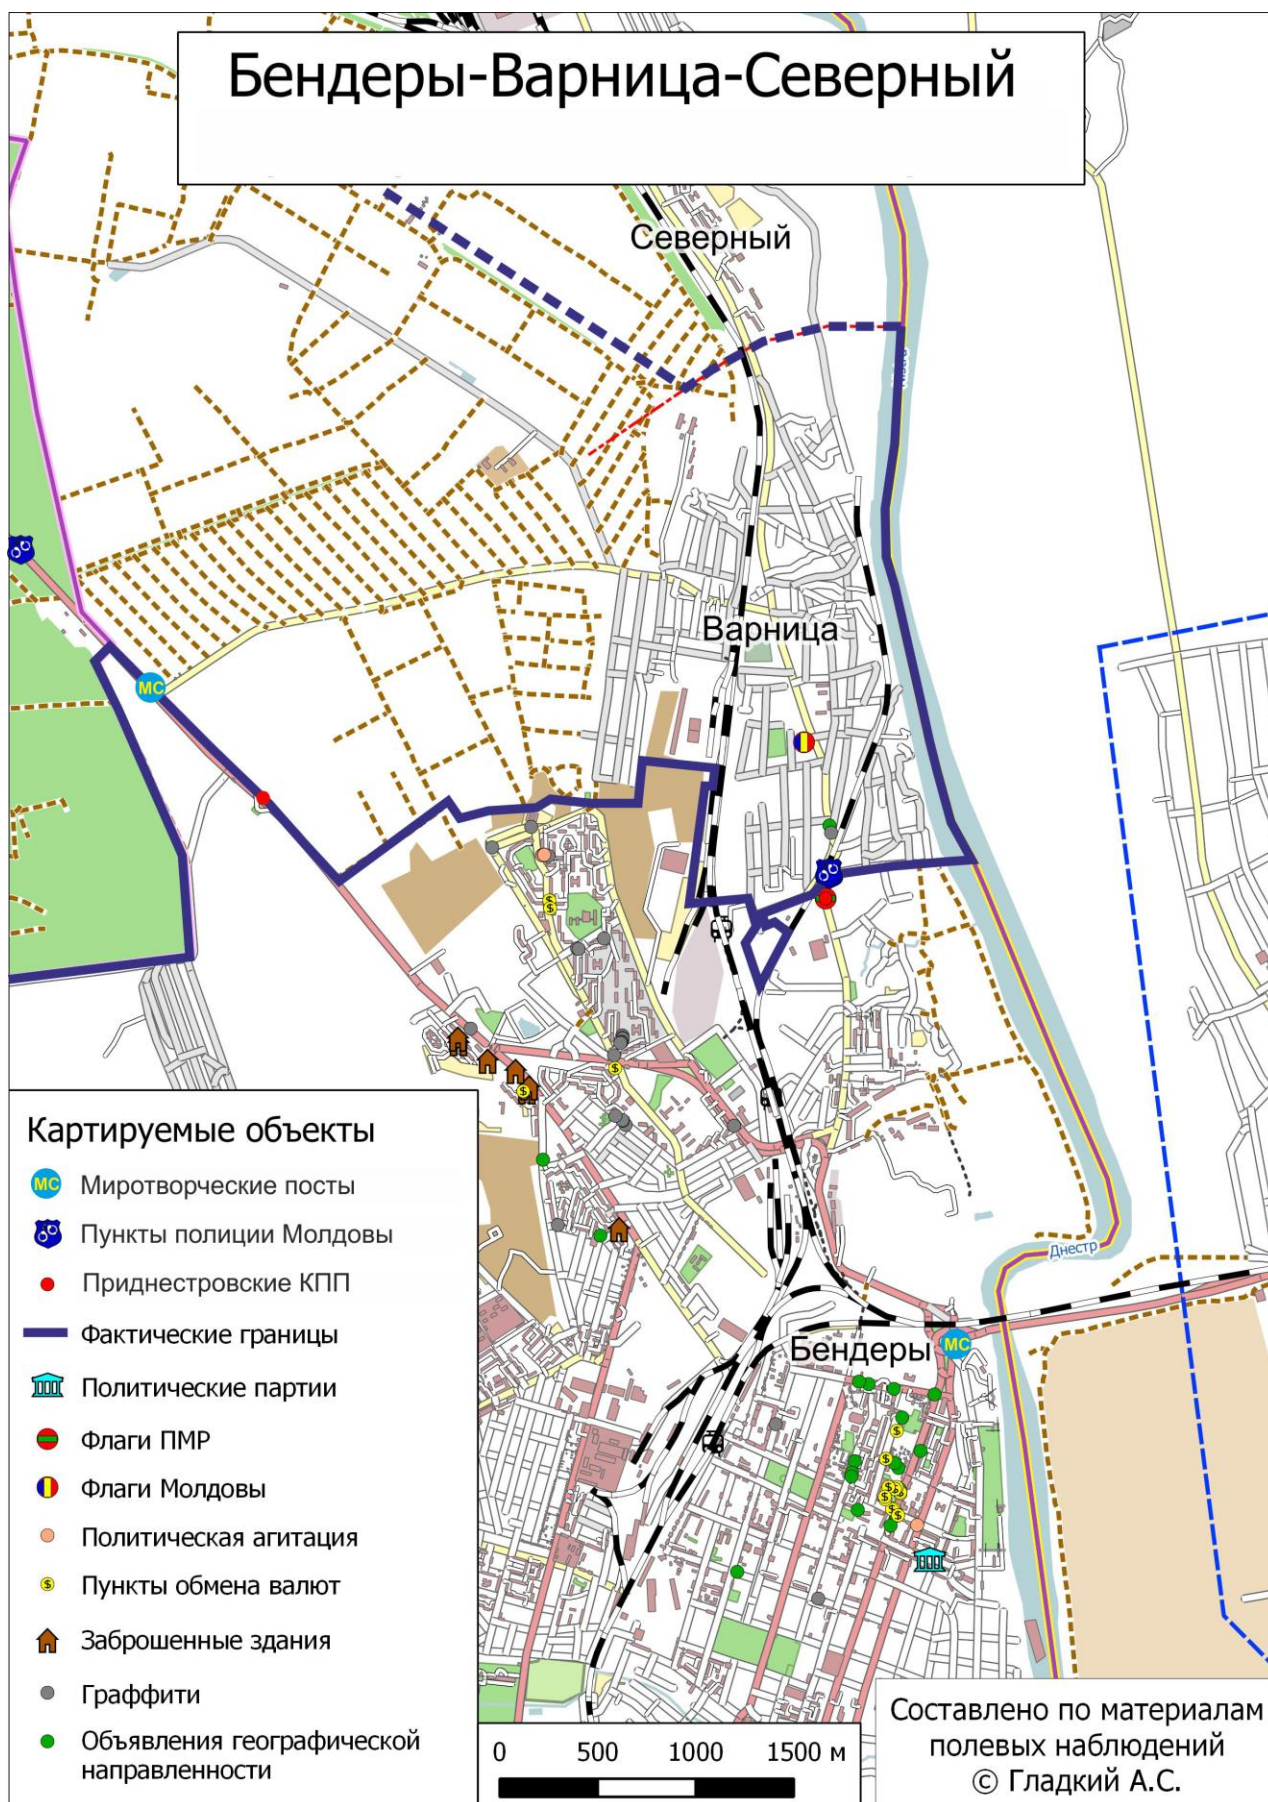 Бендеры-Варница-Северный
Северный
Варница
МС
Днестр
Бендеры
МС
Картируемые объекты
МС Миротворческие посты
Пункты полиции Молдовы
Приднестровские КПП
Фактические границы
Политические партии
Флаги ПМР
Флаги Молдовы
Политическая агитация
$ Пункты обмена валют
Заброшенные здания
Граффити
Объявления географической
направленности
0 500 1000 1500 м
Составлено по материалам
полевых наблюдений
© Гладкий А.С.